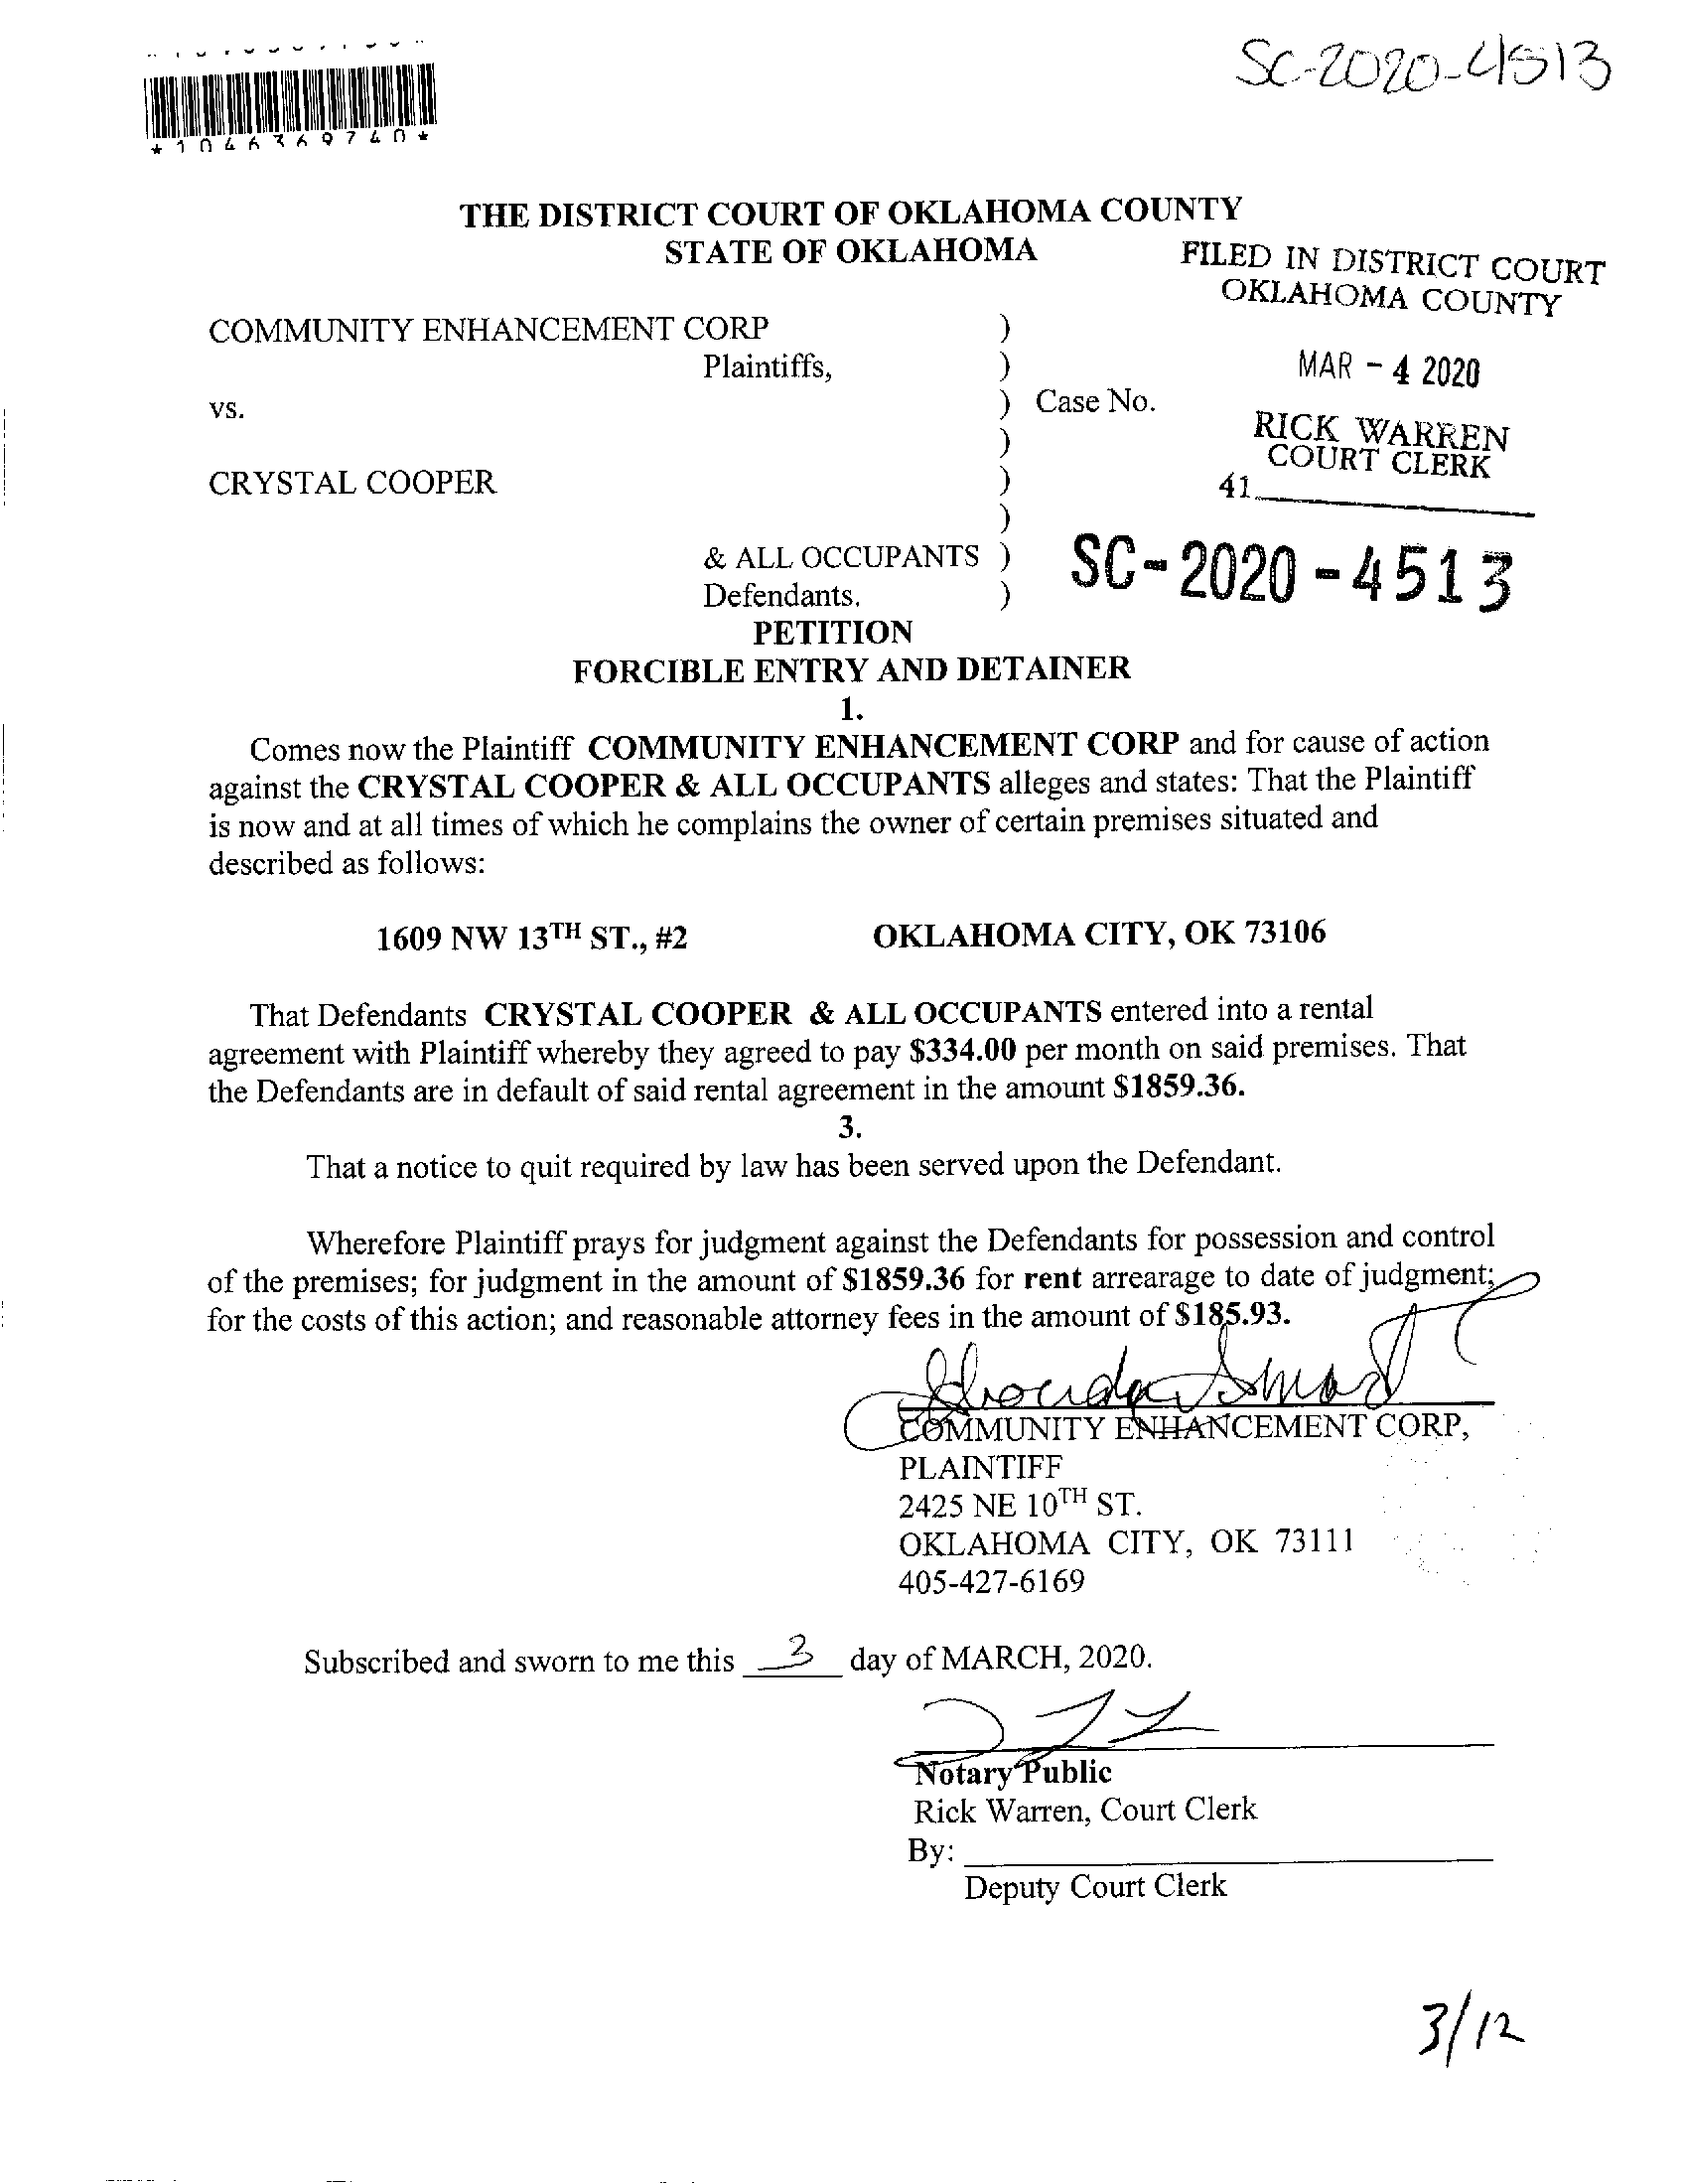 SC-2020-4513
*1046369740*
THE DISTRICT COURT OF OKLAHOMA COUNTY
STATE OF OKLAHOMA
FILED IN DISTRICT COURT
OKLAHOMA COUNTY
COMMUNITY ENHANCEMENT CORP )
Plaintiffs, )
MAR - 4 2020
vs. ) Case No.
)
RICK WARREN
COURT CLERK
CRYSTAL COOPER )
41
)
& ALL OCCUPANTS )
SC-2020-4513
Defendants. )
PETITION
FORCIBLE ENTRY AND DETAINER
1.
Comes now the Plaintiff COMMUNITY ENHANCEMENT CORP and for cause of action
against the CRYSTAL COOPER & ALL OCCUPANTS alleges and states: That the Plaintiff
is now and at all times of which he complains the owner of certain premises situated and
described as follows:
1609 NW 13TH ST., #2 OKLAHOMA CITY, OK 73106
That Defendants CRYSTAL COOPER & ALL OCCUPANTS entered into a rental
agreement with Plaintiff whereby they agreed to pay $334.00 per month on said premises. That
the Defendants are in default of said rental agreement in the amount $1859.36.
3.
That a notice to quit required by law has been served upon the Defendant.
Wherefore Plaintiff prays for judgment against the Defendants for possession and control
of the premises; for judgment in the amount of $1859.36 for rent arrearage to date of judgment;
for the costs of this action; and reasonable attorney fees in the amount of $185.93.
COMMUNITY ENHANCEMENT CORP,
PLAINTIFF
2425 NE 10TH ST.
OKLAHOMA CITY, OK 73111
405-427-6169
Subscribed and sworn to me this 3 day of MARCH, 2020.
Notary Public
Rick Warren, Court Clerk
By:
Deputy Court Clerk
3/12